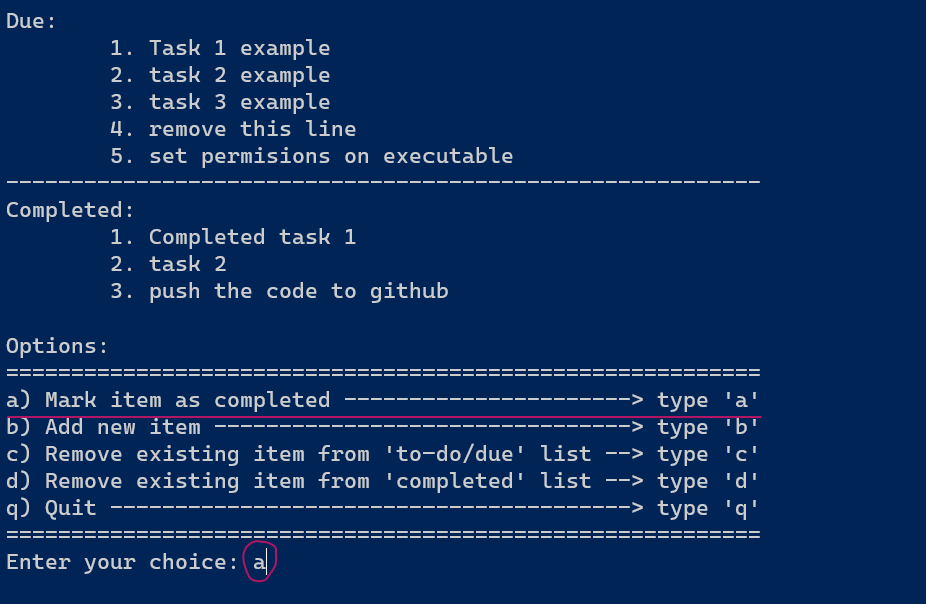 Due:
1. Task 1 example
2. task 2 example
3. task 3 example
4. remove this line
5. set permisions on executable
----------------------------------------------------------
Completed:
1. Completed task 1
2. task 2
3. push the code to github
Options:
==========================================================
a) Mark item as completed ----------------------> type 'a'
b) Add new item --------------------------------> type 'b'
c) Remove existing item from 'to-do/due' list --> type 'c'
d) Remove existing item from 'completed' list --> type 'd'
q) Quit ----------------------------------------> type 'q'
==========================================================
Enter your choice: a